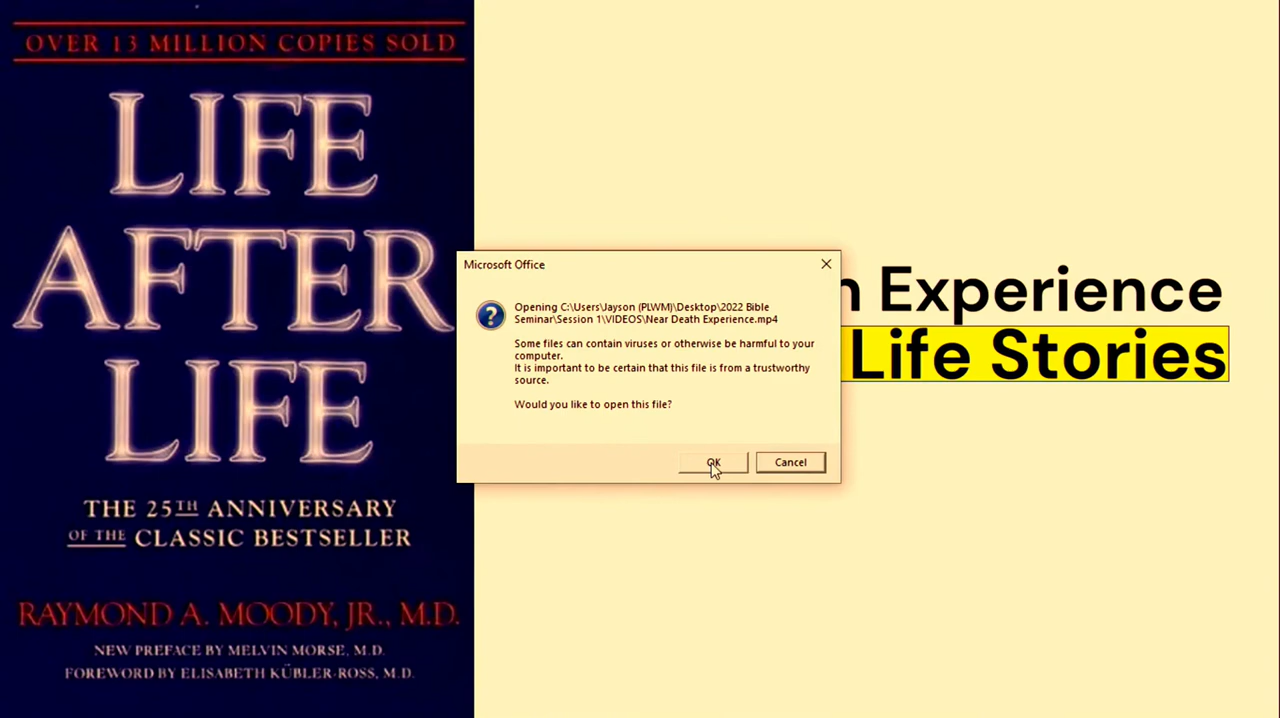 OVER 13 MILLION COPIES SOLD
LIFE
AFTER
LIFE
THE 25TH ANNIVERSARY
OF THE CLASSIC BESTSELLER
RAYMOND A. MOODY, JR., M.D.
NEW PREFACE BY MELVIN MORSE, M.D.
FOREWORD BY ELISABETH KÜBLER-ROSS, M.D.
Experience
Life Stories
Microsoft Office
Opening C:\Users\Jayson (PLWM)\Desktop\2022 Bible
Seminar\Session 1\VIDEOS\Near Death Experience.mp4
Some files can contain viruses or otherwise be harmful to your
computer.
It is important to be certain that this file is from a trustworthy
source.
Would you like to open this file?
OK
Cancel